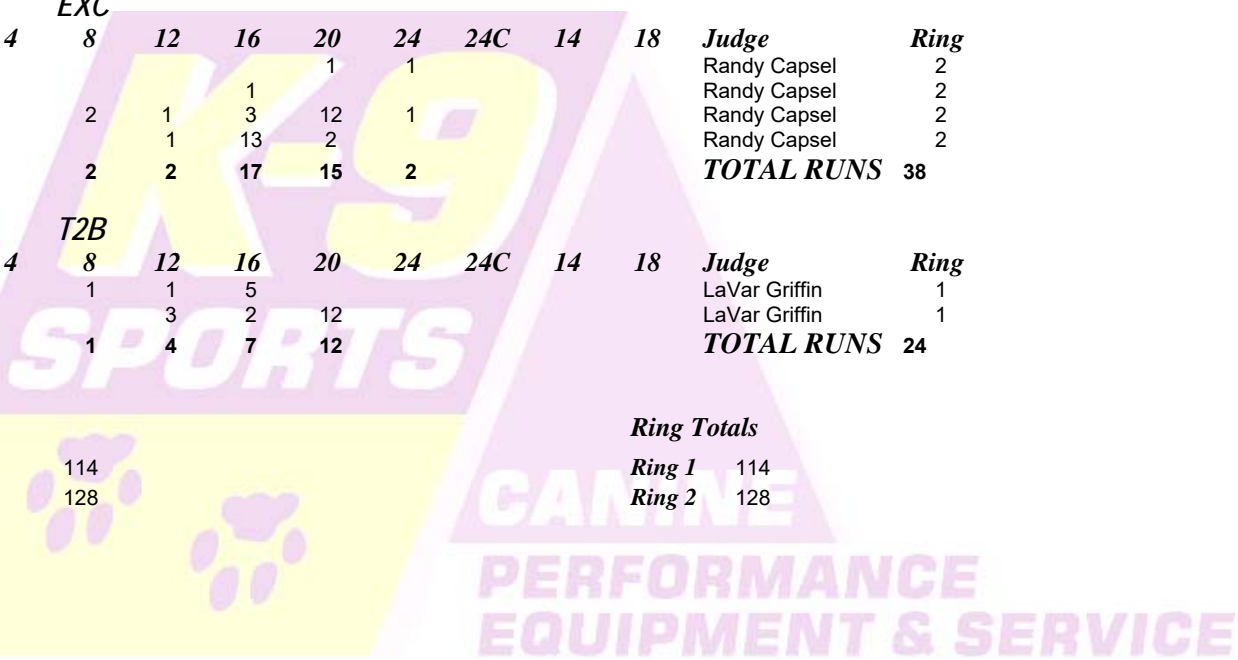 EXC
4 8 12 16 20 24 24C 14 18 Judge Ring
1 1 Randy Capsel 2
1 Randy Capsel 2
2 1 3 12 1 Randy Capsel 2
1 13 2 Randy Capsel 2
2 2 17 15 2 TOTAL RUNS 38
T2B
4 8 12 16 20 24 24C 14 18 Judge Ring
1 1 5 LaVar Griffin 1
3 2 12 LaVar Griffin 1
1 4 7 12 TOTAL RUNS 24
Ring Totals
114 Ring 1 114
128 Ring 2 128
K-9
SPORTS
CANINE
PERFORMANCE
EQUIPMENT & SERVICE